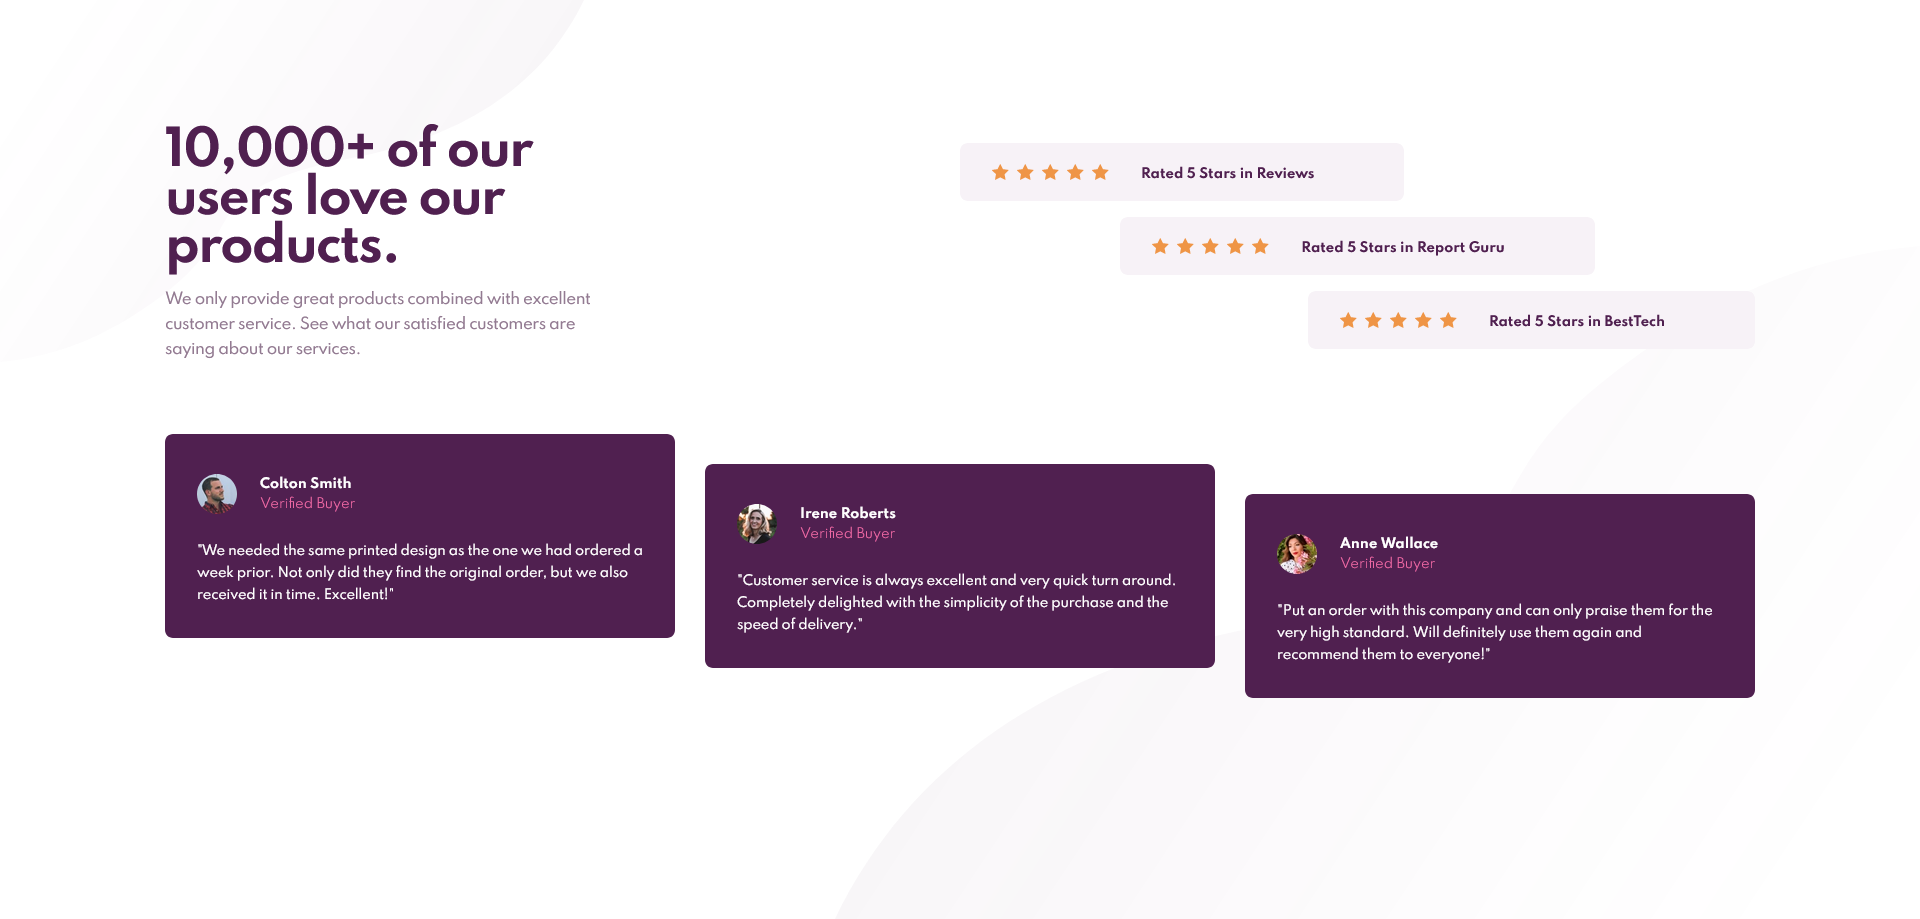 10,000+ of our
users love our
products.
We only provide great products combined with excellent
customer service. See what our satisfied customers are
saying about our services.
Rated 5 Stars in Reviews
Rated 5 Stars in Report Guru
Rated 5 Stars in BestTech
Colton Smith
Verified Buyer
"We needed the same printed design as the one we had ordered a
week prior. Not only did they find the original order, but we also
received it in time. Excellent!"
Irene Roberts
Verified Buyer
"Customer service is always excellent and very quick turn around.
Completely delighted with the simplicity of the purchase and the
speed of delivery."
Anne Wallace
Verified Buyer
"Put an order with this company and can only praise them for the
very high standard. Will definitely use them again and
recommend them to everyone!"